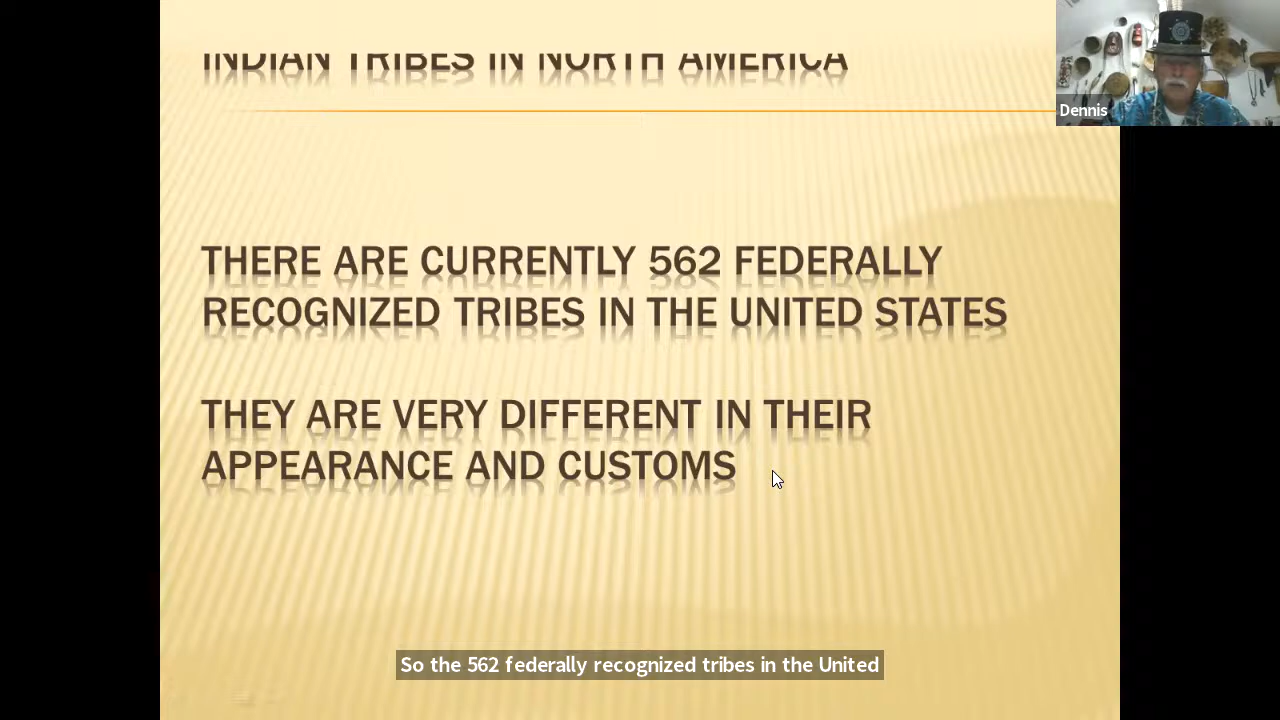 INDIAN TRIBES IN NORTH AMERICA
Dennis
THERE ARE CURRENTLY 562 FEDERALLY
RECOGNIZED TRIBES IN THE UNITED STATES
THEY ARE VERY DIFFERENT IN THEIR
APPEARANCE AND CUSTOMS
So the 562 federally recognized tribes in the United